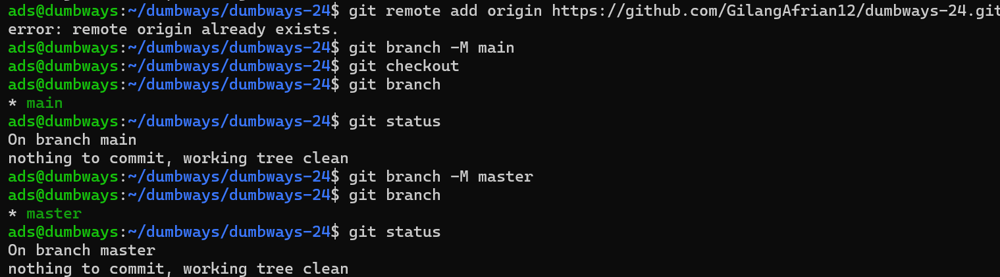 ads@dumbways:~/dumbways/dumbways-24$ git remote add origin https://github.com/GilangAfrian12/dumbways-24.git
error: remote origin already exists.
ads@dumbways:~/dumbways/dumbways-24$ git branch -M main
ads@dumbways:~/dumbways/dumbways-24$ git checkout
ads@dumbways:~/dumbways/dumbways-24$ git branch
* main
ads@dumbways:~/dumbways/dumbways-24$ git status
On branch main
nothing to commit, working tree clean
ads@dumbways:~/dumbways/dumbways-24$ git branch -M master
ads@dumbways:~/dumbways/dumbways-24$ git branch
* master
ads@dumbways:~/dumbways/dumbways-24$ git status
On branch master
nothing to commit, working tree clean